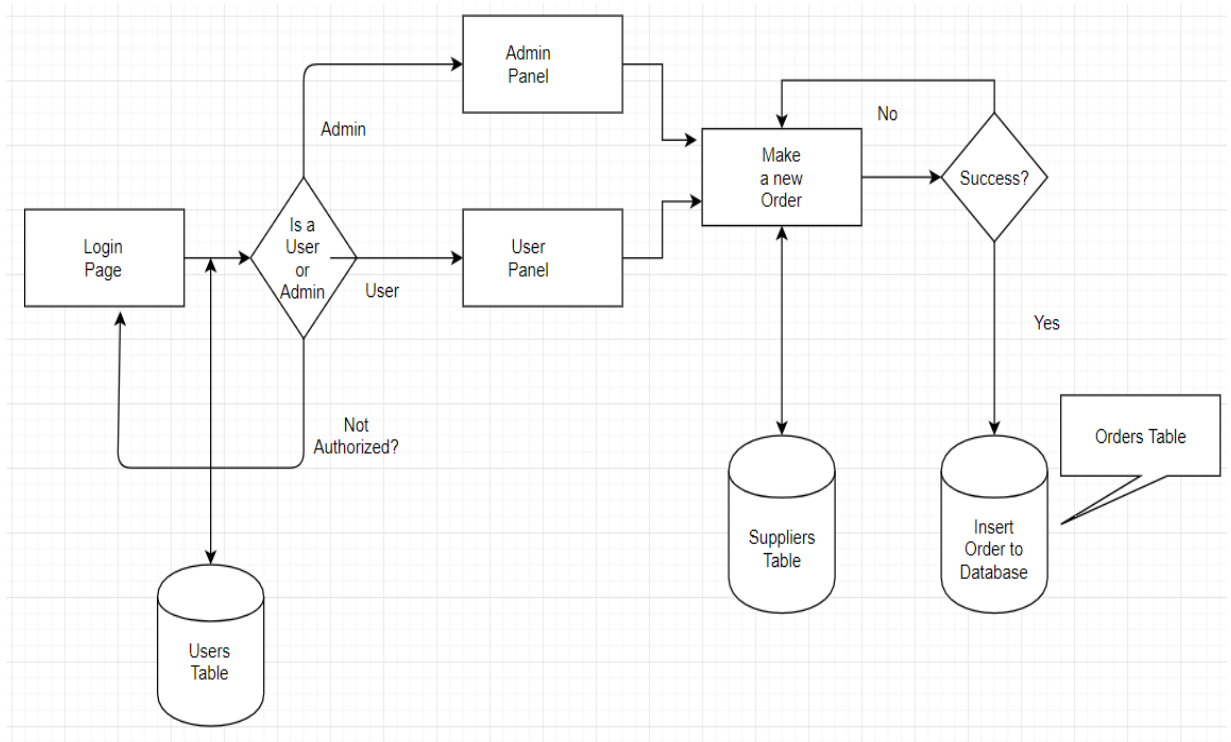 Admin
Panel
Admin
No
Make
a new
Order
Success?
Login
Page
Is a
User
or
Admin
User
Panel
User
Yes
Not
Authorized?
Orders Table
Suppliers
Table
Insert
Order to
Database
Users
Table